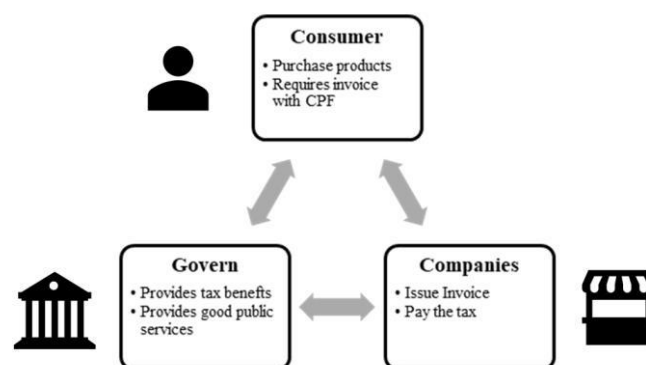 Consumer
• Purchase products
• Requires invoice
with CPF
Govern
• Provides tax benefts
• Provides good public
services
Companies
• Issue Invoice
• Pay the tax